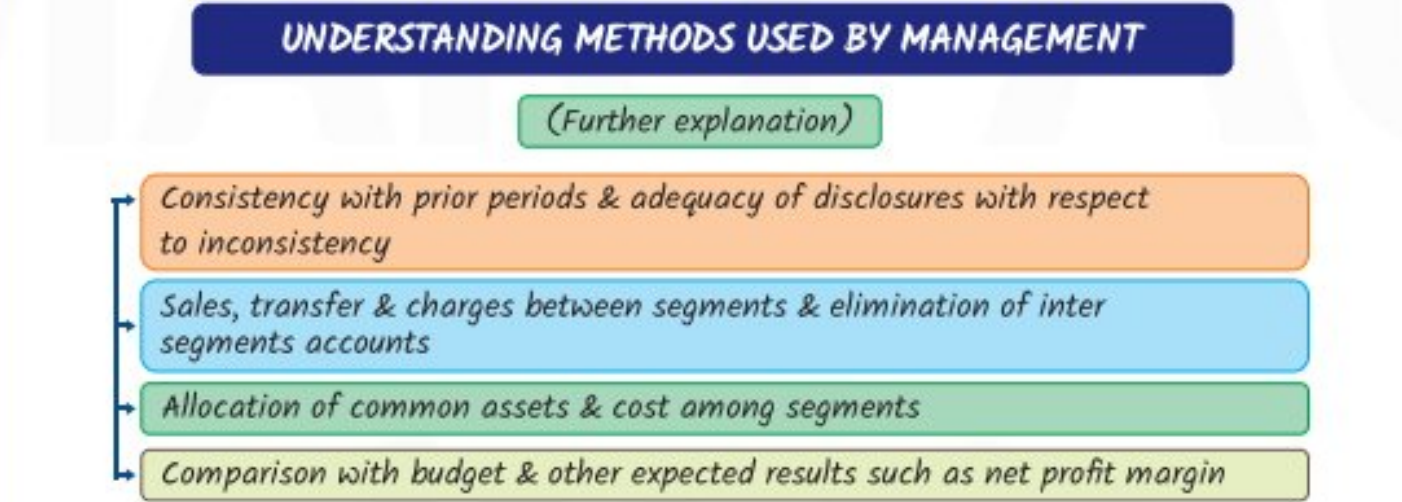 UNDERSTANDING METHODS USED BY MANAGEMENT
(Further explanation)
Consistency with prior periods & adequacy of disclosures with respect
to inconsistency
Sales, transfer & charges between segments & elimination of inter
segments accounts
Allocation of common assets & cost among segments
Comparison with budget & other expected results such as net profit margin